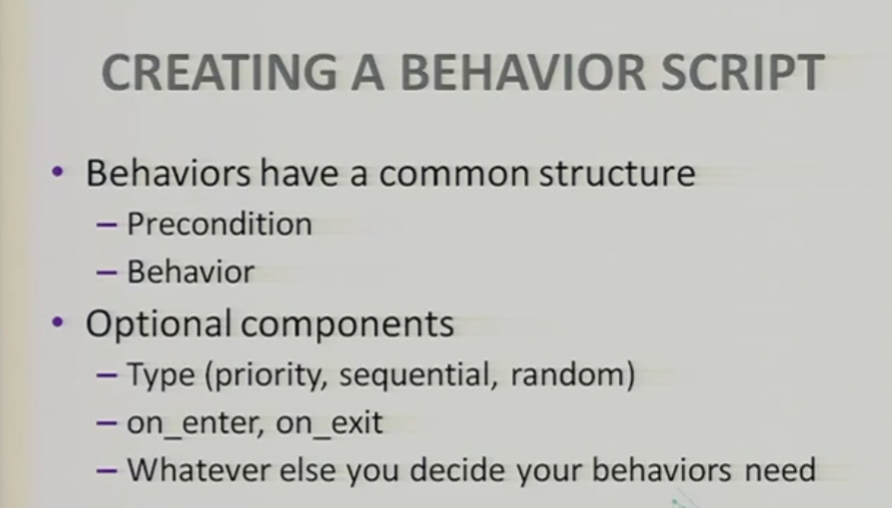 CREATING A BEHAVIOR SCRIPT
• Behaviors have a common structure
– Precondition
– Behavior
• Optional components
– Type (priority, sequential, random)
– on_enter, on_exit
– Whatever else you decide your behaviors need